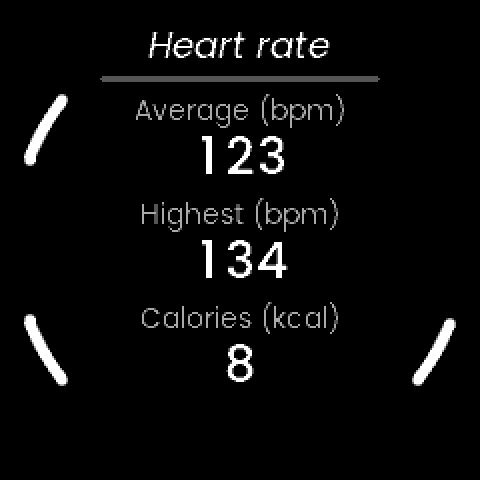 Heart rate
Average (bpm)
123
Highest (bpm)
134
Calories (kcal)
8